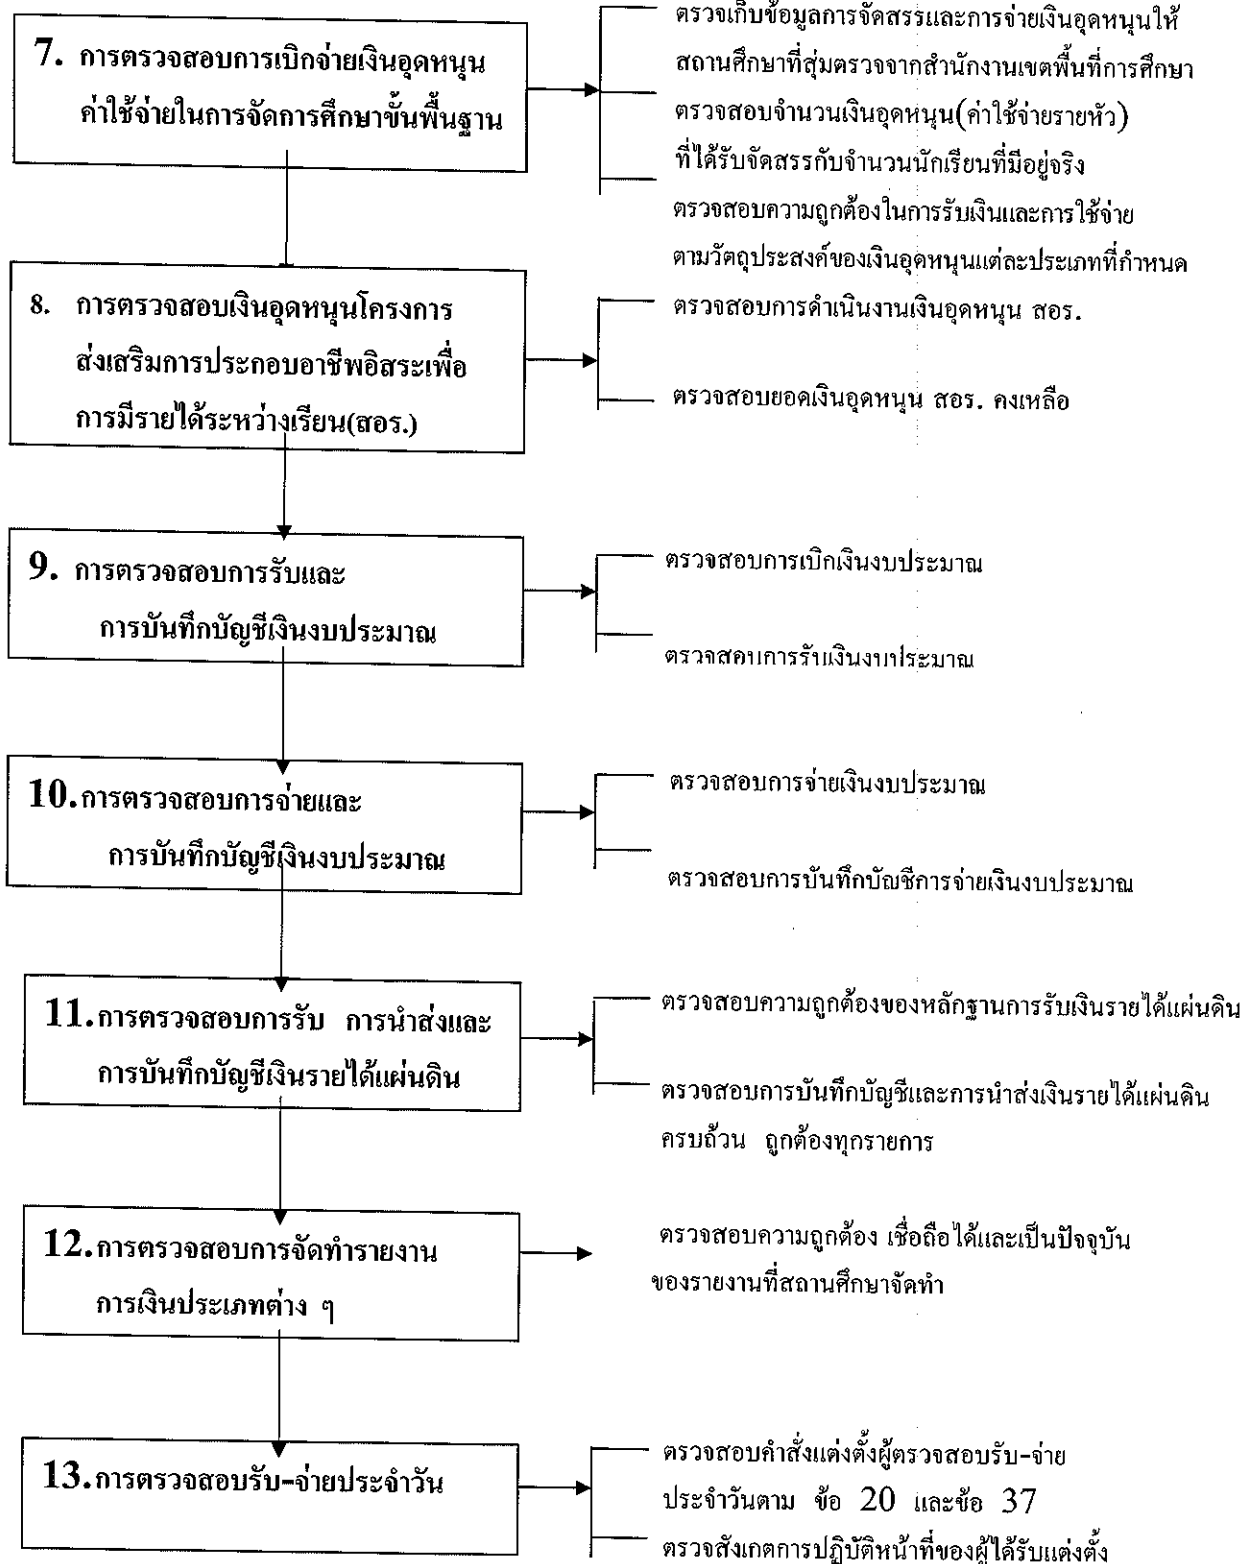 7. การตรวจสอบการเบิกจ่ายเงินอุดหนุน
ค่าใช้จ่ายในการจัดการศึกษาขั้นพื้นฐาน
ตรวจเก็บข้อมูลการจัดสรรและการจ่ายเงินอุดหนุนให้
สถานศึกษาที่สุ่มตรวจจากสำนักงานเขตพื้นที่การศึกษา
ตรวจสอบจำนวนเงินอุดหนุน(ค่าใช้จ่ายรายหัว)
ที่ได้รับจัดสรรกับจำนวนนักเรียนที่มีอยู่จริง
ตรวจสอบความถูกต้องในการรับเงินและการใช้จ่าย
ตามวัตถุประสงค์ของเงินอุดหนุนแต่ละประเภทที่กำหนด
8. การตรวจสอบเงินอุดหนุนโครงการ
ส่งเสริมการประกอบอาชีพอิสระเพื่อ
การมีรายได้ระหว่างเรียน(สอร.)
ตรวจสอบการดำเนินงานเงินอุดหนุน สอร.
ตรวจสอบยอดเงินอุดหนุน สอร. คงเหลือ
9. การตรวจสอบการรับและ
การบันทึกบัญชีเงินงบประมาณ
ตรวจสอบการเบิกเงินงบประมาณ
ตรวจสอบการรับเงินงบประมาณ
10.การตรวจสอบการจ่ายและ
การบันทึกบัญชีเงินงบประมาณ
ตรวจสอบการจ่ายเงินงบประมาณ
ตรวจสอบการบันทึกบัญชีการจ่ายเงินงบประมาณ
11.การตรวจสอบการรับ การนำส่งและ
การบันทึกบัญชีเงินรายได้แผ่นดิน
ตรวจสอบความถูกต้องของหลักฐานการรับเงินรายได้แผ่นดิน
ตรวจสอบการบันทึกบัญชีและการนำส่งเงินรายได้แผ่นดิน
ครบถ้วน ถูกต้องทุกรายการ
12.การตรวจสอบการจัดทำรายงาน
การเงินประเภทต่าง ๆ
ตรวจสอบความถูกต้อง เชื่อถือได้และเป็นปัจจุบัน
ของรายงานที่สถานศึกษาจัดทำ
13.การตรวจสอบรับ-จ่ายประจำวัน
ตรวจสอบคำสั่งแต่งตั้งผู้ตรวจสอบรับ-จ่าย
ประจำวันตาม ข้อ 20 และข้อ 37
ตรวจสังเกตการปฏิบัติหน้าที่ของผู้ได้รับแต่งตั้ง